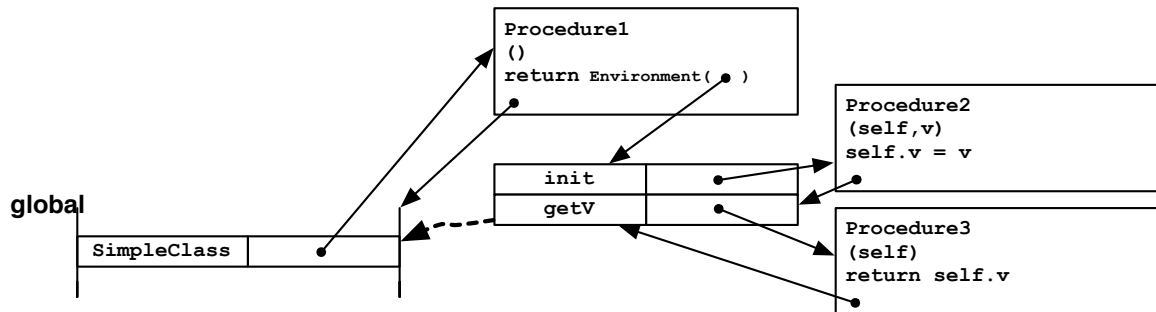 Procedure1
()
return Environment( )
Procedure2
(self,v)
self.v = v
init
getV
global
SimpleClass
Procedure3
(self)
return self.v